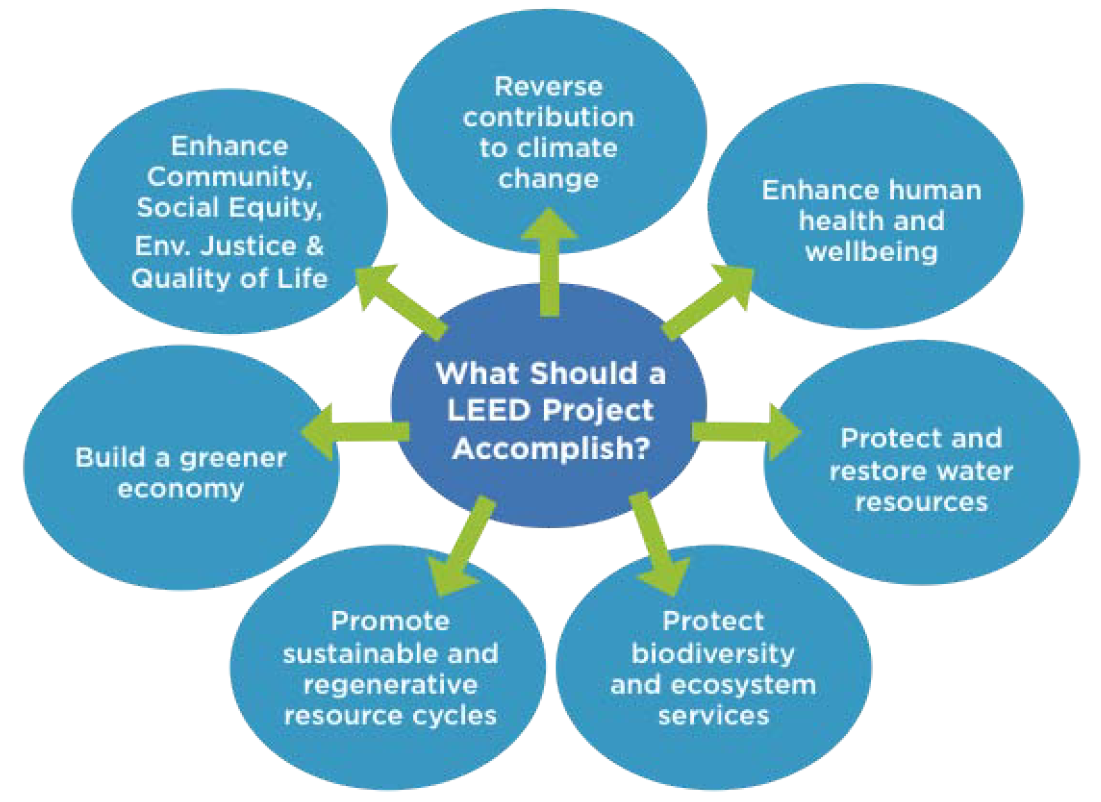 Reverse
contribution
to climate
change
Enhance
Community,
Social Equity,
Env. Justice &
Quality of Life
Enhance human
health and
wellbeing
What Should a
LEED Project
Accomplish?
Build a greener
economy
Protect and
restore water
resources
Promote
sustainable and
regenerative
resource cycles
Protect
biodiversity
and ecosystem
services